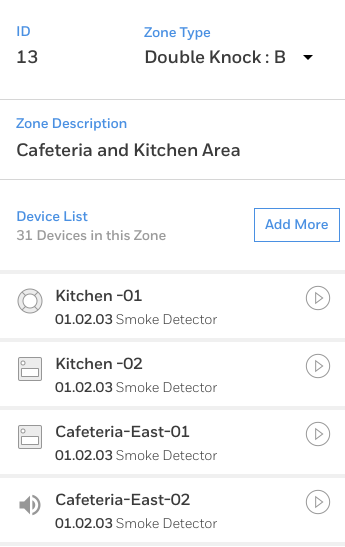 ID
Zone Type
13
Double Knock : B
Zone Description
Cafeteria and Kitchen Area
Device List
31 Devices in this Zone
Add More
Kitchen -01
01.02.03 Smoke Detector
Kitchen -02
01.02.03 Smoke Detector
Cafeteria-East-01
01.02.03 Smoke Detector
Cafeteria-East-02
01.02.03 Smoke Detector